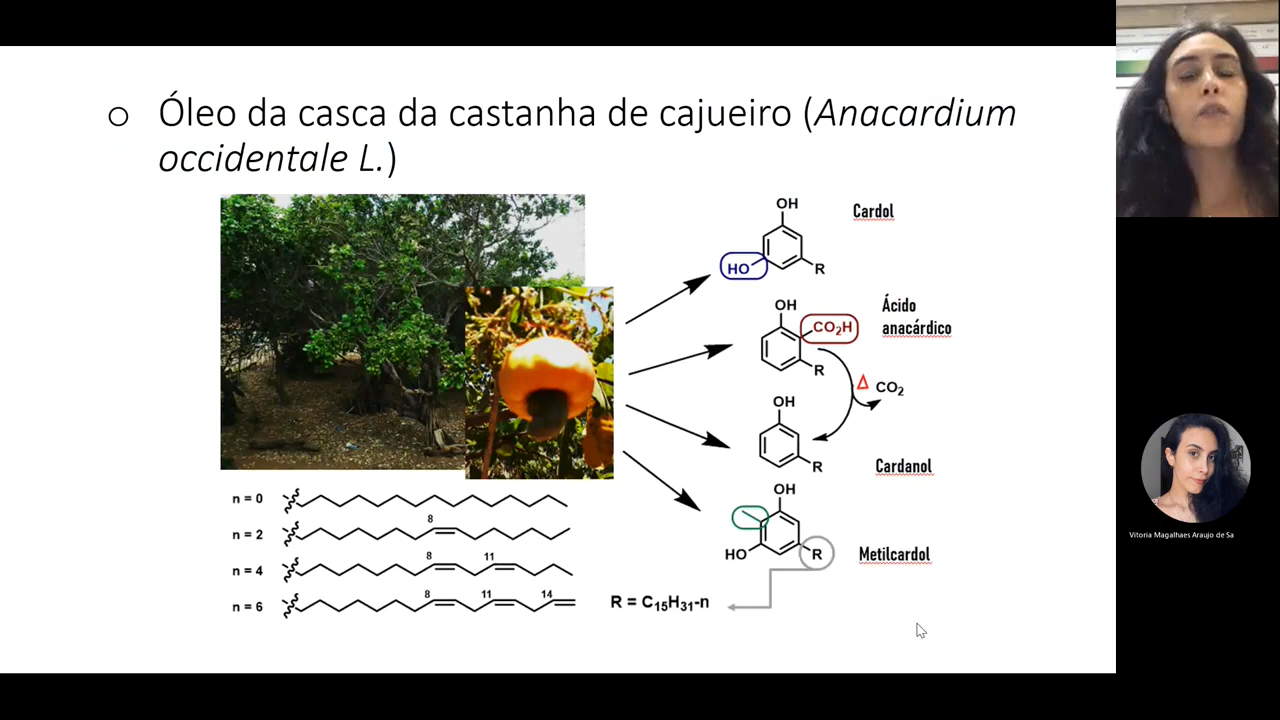 o Óleo da casca da castanha de cajueiro (Anacardium
occidentale L.)
OH
Cardol
HO
R
OH
CO2H
Ácido
anacárdico
R
Δ CO2
OH
R
Cardanol
OH
HO
R
Metilcardol
R = C15H31-n
n = 0
8
n = 2
8 11
n = 4
8 11 14
n = 6
Vitoria Magalhaes Araujo de Sa